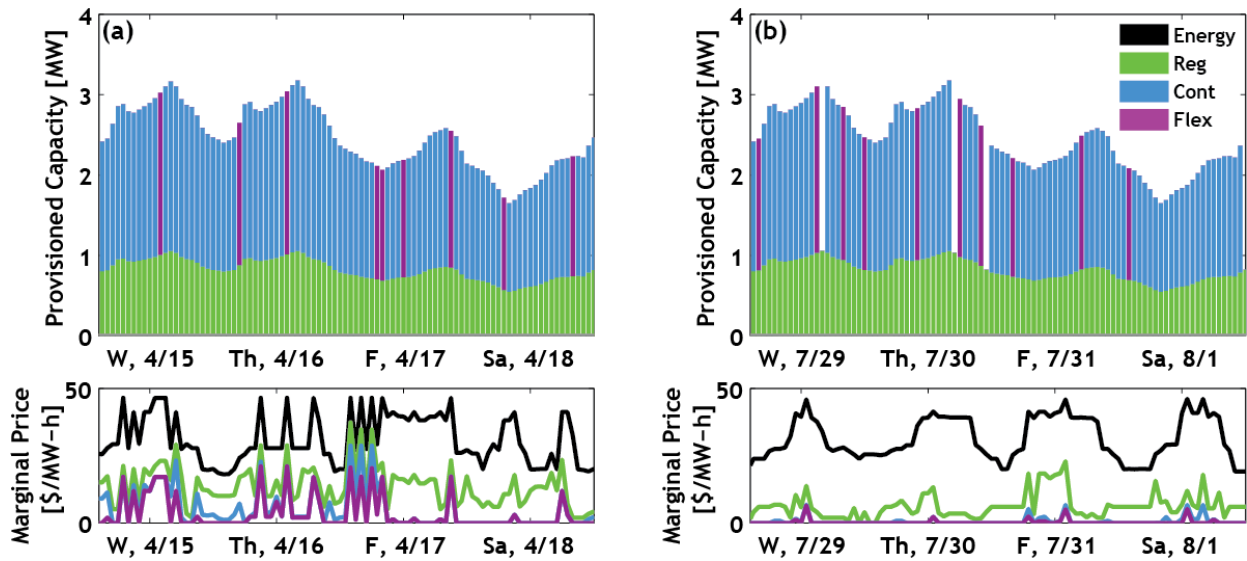 (a)
Provisioned Capacity [MW]
4
3
2
1
0
W, 4/15 Th, 4/16 F, 4/17 Sa, 4/18
Marginal Price
[$/MW-h]
50
0
W, 4/15 Th, 4/16 F, 4/17 Sa, 4/18
(b)
Energy
Reg
Cont
Flex
Provisioned Capacity [MW]
4
3
2
1
0
W, 7/29 Th, 7/30 F, 7/31 Sa, 8/1
Marginal Price
[$/MW-h]
50
0
W, 7/29 Th, 7/30 F, 7/31 Sa, 8/1